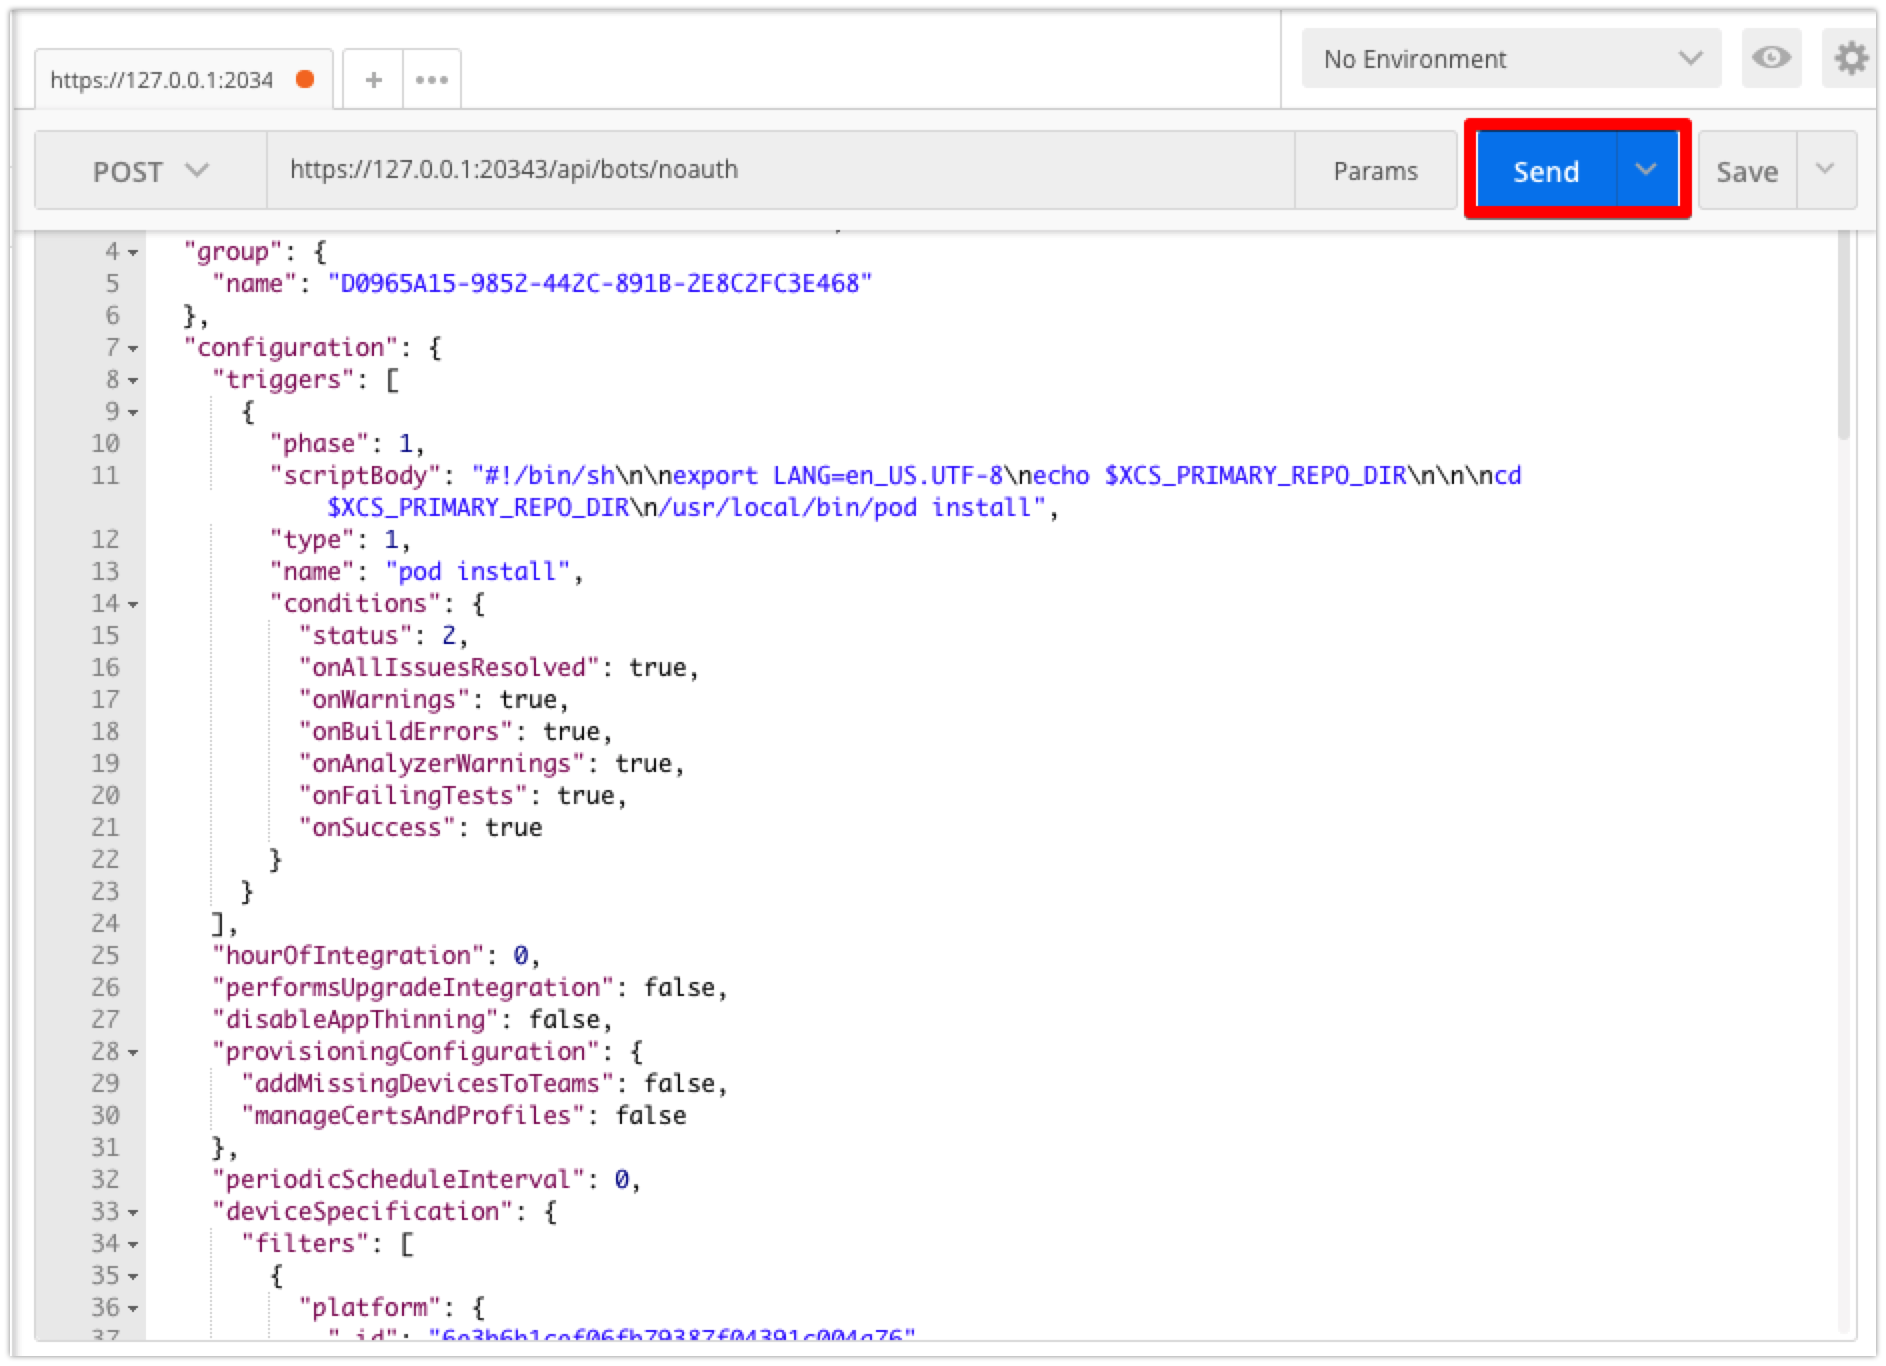 https://127.0.0.1:2034
No Environment
POST
https://127.0.0.1:20343/api/bots/noauth
Params
Send
Save
4 "group": {
5 "name": "D0965A15-9852-442C-891B-2E8C2FC3E468"
6 },
7 "configuration": {
8 "triggers": [
9 {
10 "phase": 1,
11 "scriptBody": "#!/bin/sh\n\nexport LANG=en_US.UTF-8\necho $XCS_PRIMARY_REPO_DIR\n\n\ncd
$XCS_PRIMARY_REPO_DIR\n/usr/local/bin/pod install",
12 "type": 1,
13 "name": "pod install",
14 "conditions": {
15 "status": 2,
16 "onAllIssuesResolved": true,
17 "onWarnings": true,
18 "onBuildErrors": true,
19 "onAnalyzerWarnings": true,
20 "onFailingTests": true,
21 "onSuccess": true
22 }
23 }
24 ],
25 "hourOfIntegration": 0,
26 "performsUpgradeIntegration": false,
27 "disableAppThinning": false,
28 "provisioningConfiguration": {
29 "addMissingDevicesToTeams": false,
30 "manageCertsAndProfiles": false
31 },
32 "periodicScheduleInterval": 0,
33 "deviceSpecification": {
34 "filters": [
35 {
36 "platform": {
37